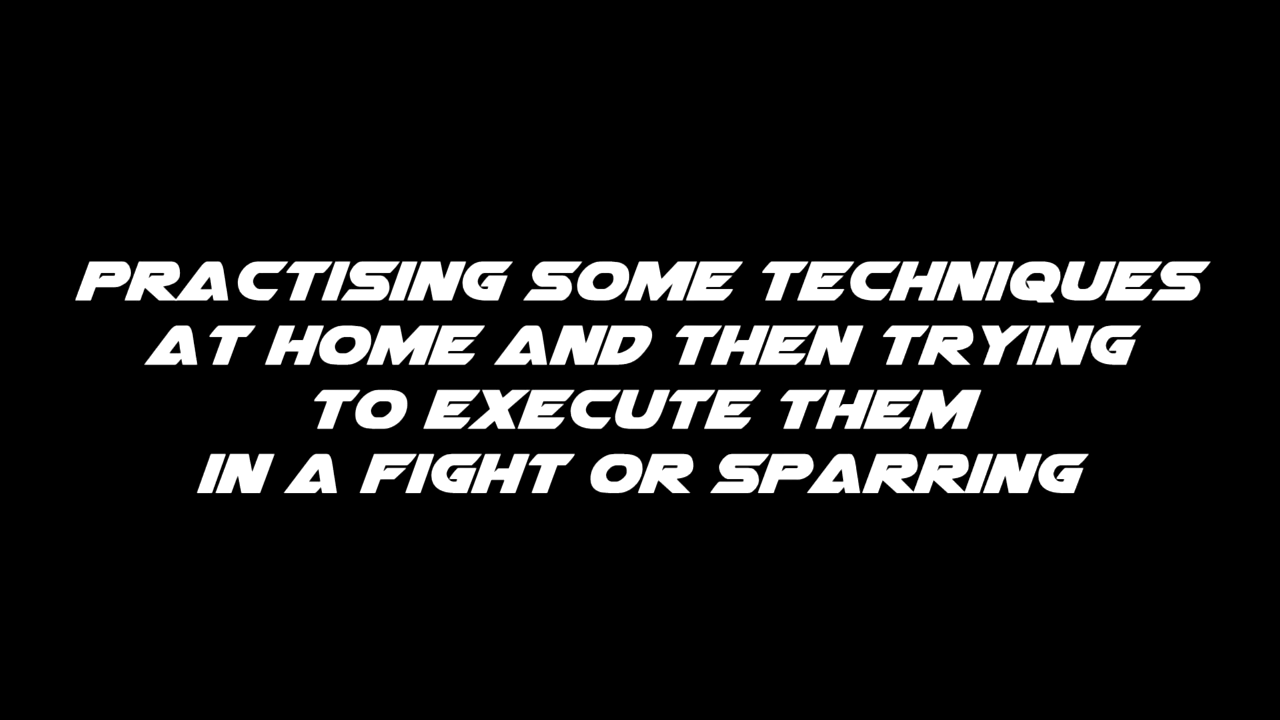 PRACTISING SOME TECHNIQUES
AT HOME AND THEN TRYING
TO EXECUTE THEM
IN A FIGHT OR SPARRING